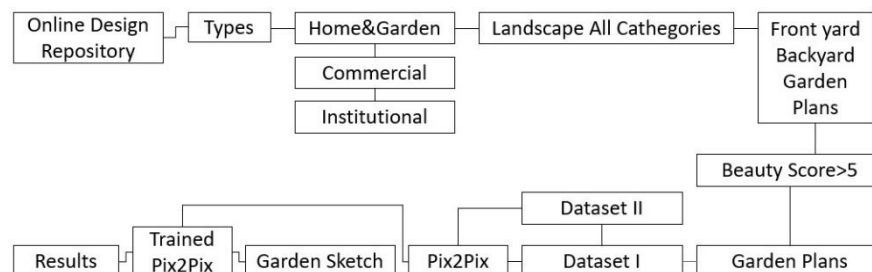 Online Design
Repository
Types
Home&Garden
Landscape All Cathegories
Front yard
Backyard
Garden
Plans
Commercial
Institutional
Beauty Score>5
Dataset II
Results
Trained
Pix2Pix
Garden Sketch
Pix2Pix
Dataset I
Garden Plans